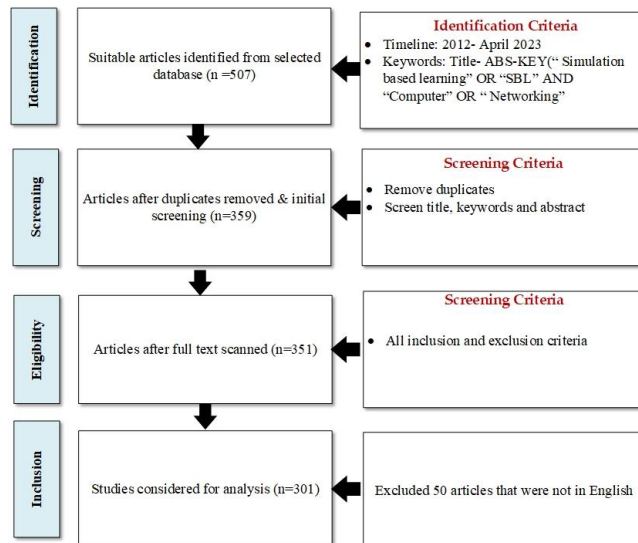 Identification
Suitable articles identified from selected
database (n =507)
Identification Criteria
• Timeline: 2012- April 2023
• Keywords: Title- ABS-KEY(“ Simulation
based learning” OR “SBL” AND
“Computer” OR “ Networking”
Screening
Articles after duplicates removed & initial
screening (n=359)
Screening Criteria
• Remove duplicates
• Screen title, keywords and abstract
Eligibility
Articles after full text scanned (n=351)
Screening Criteria
• All inclusion and exclusion criteria
Inclusion
Studies considered for analysis (n=301)
Excluded 50 articles that were not in English